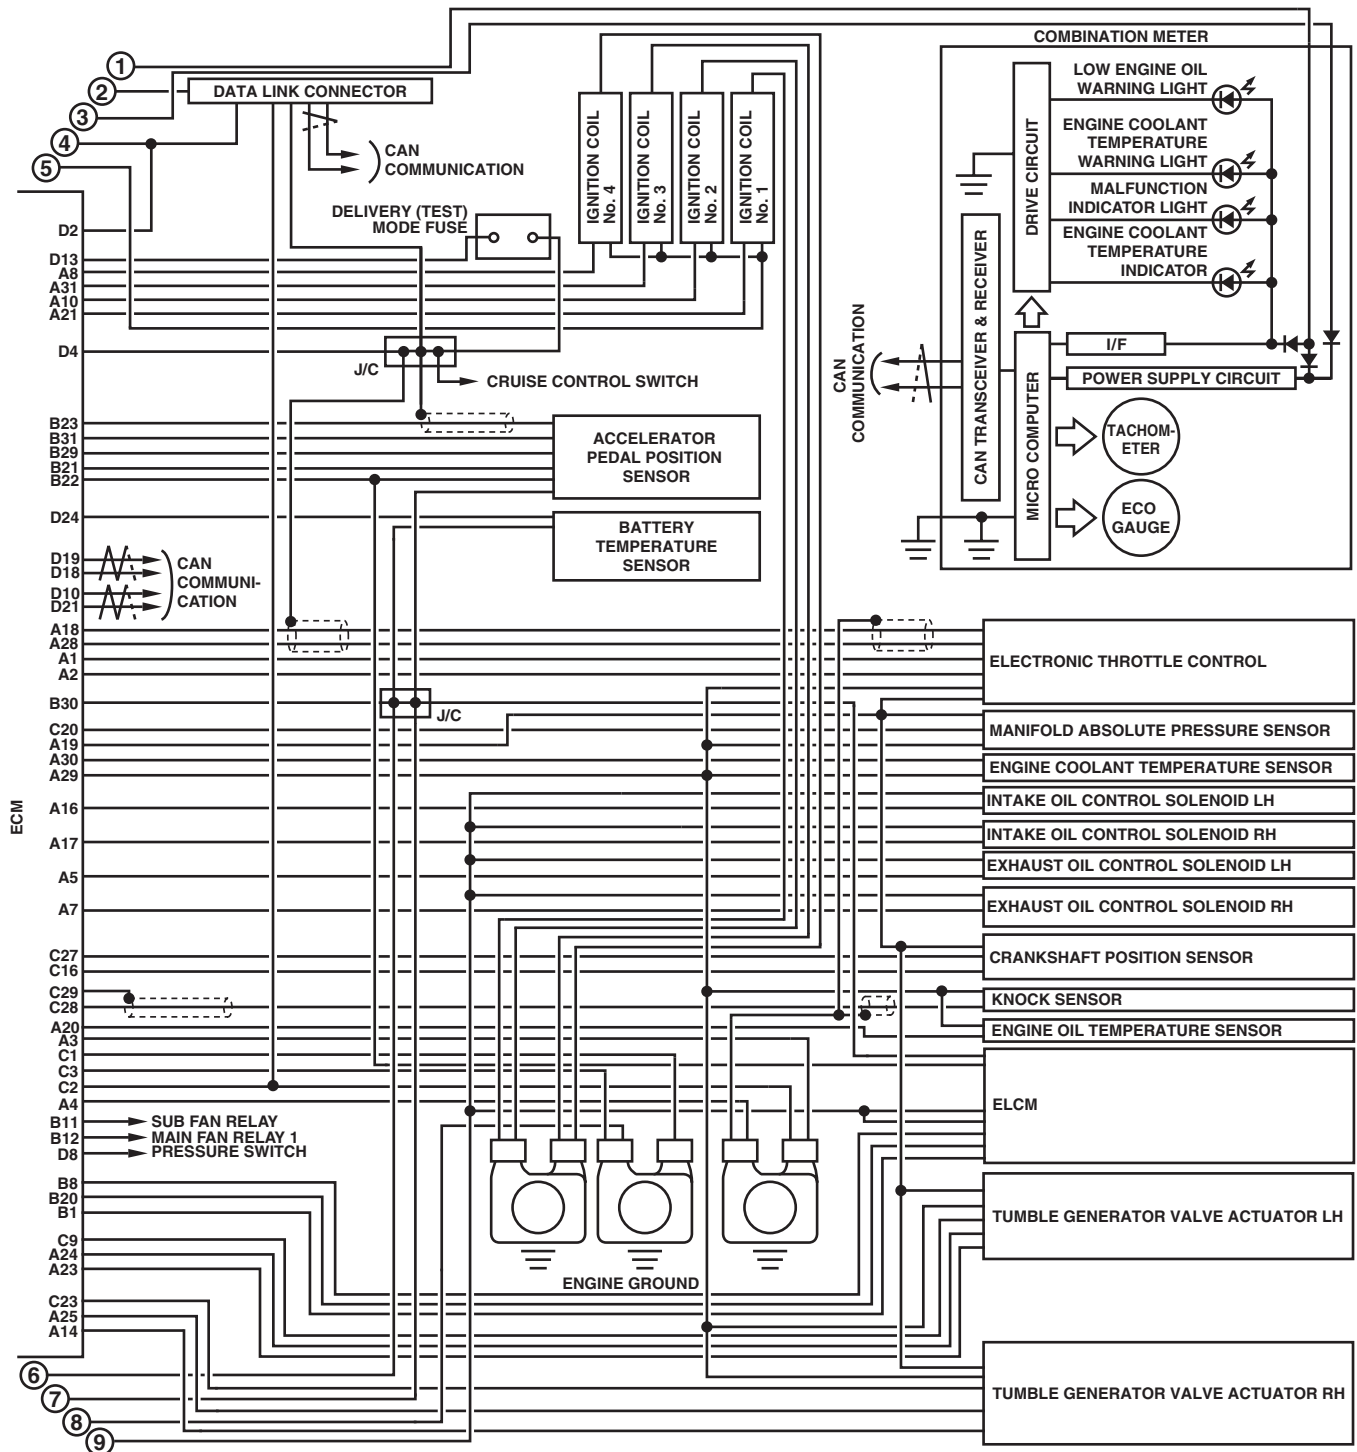 COMBINATION METER
1
2
3
4
5
DATA LINK CONNECTOR
CAN
COMMUNICATION
DELIVERY (TEST)
MODE FUSE
IGNITION COIL
No. 4
IGNITION COIL
No. 3
IGNITION COIL
No. 2
IGNITION COIL
No. 1
DRIVE CIRCUIT
LOW ENGINE OIL
WARNING LIGHT
ENGINE COOLANT
TEMPERATURE
WARNING LIGHT
MALFUNCTION
INDICATOR LIGHT
ENGINE COOLANT
TEMPERATURE
INDICATOR
CAN
COMMUNICATION
CAN TRANSCEIVER & RECEIVER
MICRO COMPUTER
I/F
POWER SUPPLY CIRCUIT
TACHOM-
ETER
ECO
GAUGE
ECM
D2
D13
A8
A31
A10
A21
D4
J/C
CRUISE CONTROL SWITCH
B23
B31
B29
B21
B22
ACCELERATOR
PEDAL POSITION
SENSOR
D24
BATTERY
TEMPERATURE
SENSOR
D19
D18
D10
D21
CAN
COMMUNI-
CATION
A18
A28
A1
A2
ELECTRONIC THROTTLE CONTROL
B30
J/C
C20
A19
MANIFOLD ABSOLUTE PRESSURE SENSOR
A30
A29
ENGINE COOLANT TEMPERATURE SENSOR
A16
INTAKE OIL CONTROL SOLENOID LH
A17
INTAKE OIL CONTROL SOLENOID RH
A5
EXHAUST OIL CONTROL SOLENOID LH
A7
EXHAUST OIL CONTROL SOLENOID RH
C27
C16
CRANKSHAFT POSITION SENSOR
C29
C28
KNOCK SENSOR
A20
A3
ENGINE OIL TEMPERATURE SENSOR
C1
C3
C2
A4
ELCM
B11
SUB FAN RELAY
B12
MAIN FAN RELAY 1
D8
PRESSURE SWITCH
B8
B20
B1
TUMBLE GENERATOR VALVE ACTUATOR LH
C9
A24
A23
ENGINE GROUND
C23
A25
A14
TUMBLE GENERATOR VALVE ACTUATOR RH
6
7
8
9